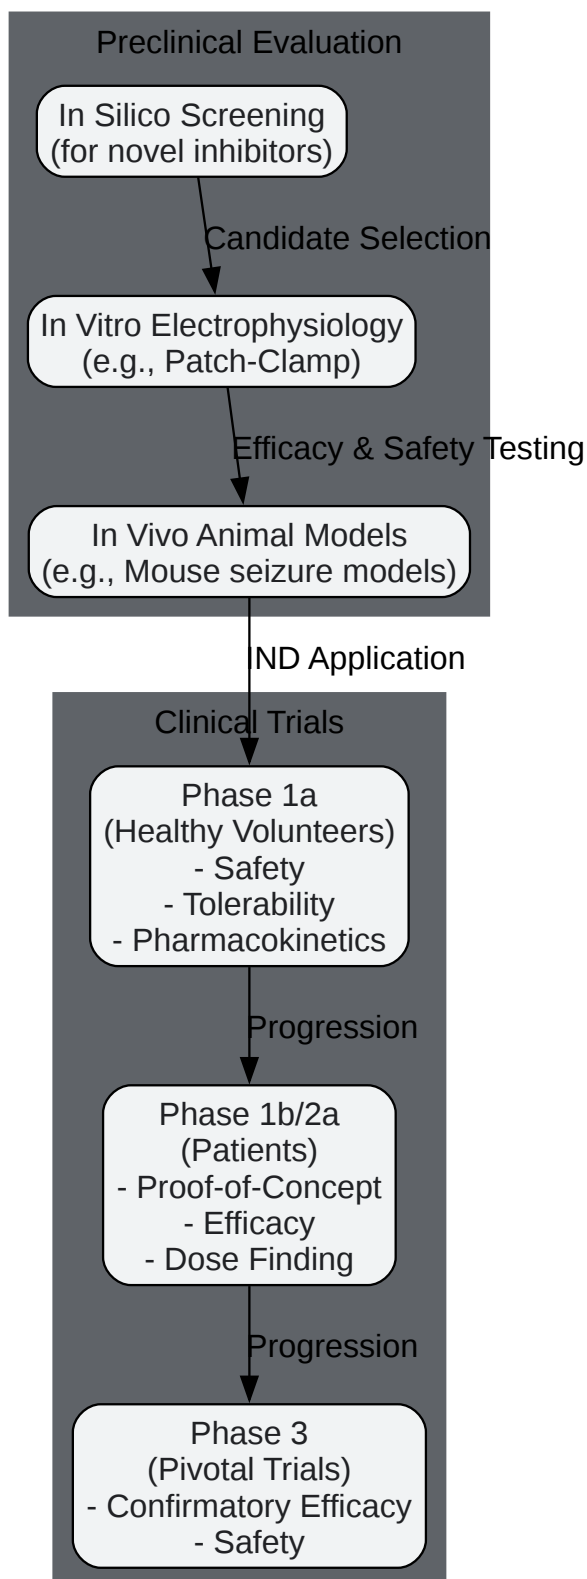 Preclinical Evaluation
In Silico Screening
(for novel inhibitors)
Candidate Selection
In Vitro Electrophysiology
(e.g., Patch-Clamp)
Efficacy & Safety Testing
In Vivo Animal Models
(e.g., Mouse seizure models)
IND Application
Clinical Trials
Phase 1a
(Healthy Volunteers)
- Safety
- Tolerability
- Pharmacokinetics
Progression
Phase 1b/2a
(Patients)
- Proof-of-Concept
- Efficacy
- Dose Finding
Progression
Phase 3
(Pivotal Trials)
- Confirmatory Efficacy
- Safety